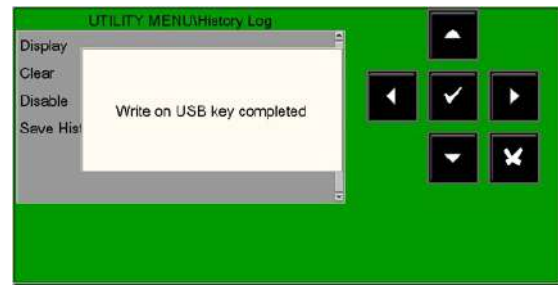 UTILITY MENU\History Log
Display
Clear
Disable
Save Hist
Write on USB key completed